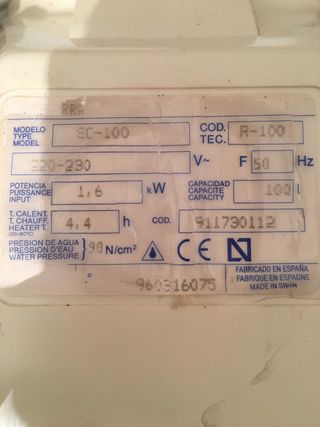 MODELO
TYPE
MODEL
SC-100
COD.
TEC.
R-100
220-230 V~ F 50 Hz
POTENCIA
PUISSANCE
INPUT
1,6 kW
CAPACIDAD
CAPACITE
CAPACITY
100 l
T. CALENT.
T. CHAUFF.
HEATER T.
(20÷60ºC)
4,4 h
COD. 911730112
PRESION DE AGUA
PRESSION D'EAU
WATER PRESSURE
90 N/cm²
CE N
FABRICADO EN ESPAÑA
FABRIQUE EN ESPAGNE
MADE IN SPAIN
960316075